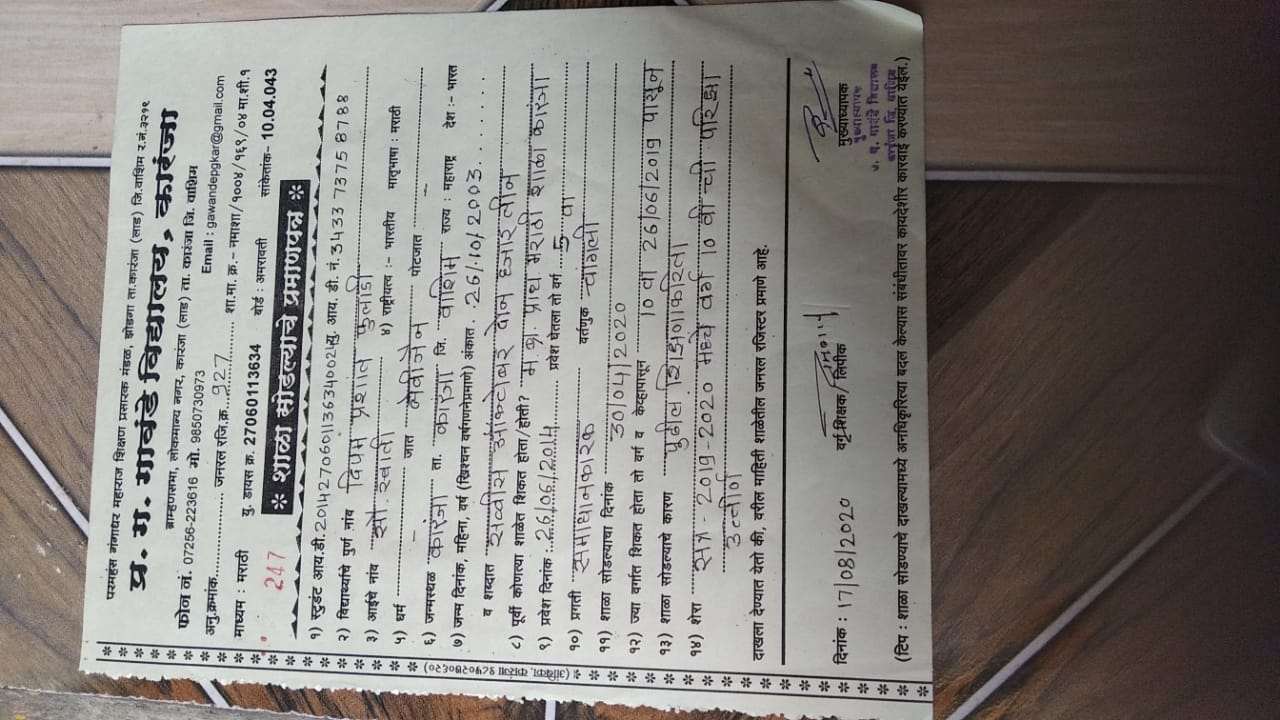 परमहंस गंगाधर महाराज शिक्षण प्रसारक मंडळ, झोडगा ता.कारंजा (लाड) जि.वाशिम र.नं.३२१९
प्र. ग. गावंडे विद्यालय, कारंजा
ब्राम्हणसभा, लोकमान्य नगर, कारंजा (लाड) ता. कारंजा जि. वाशिम
फोन नं. 07256-223616 मो. 9850730973 Email : gawandepgkar@gmail.com
अनु.क्रमांक. जनरल रजि.क्र. 927 शा.मा. क्र.- नमाशा/१००४/१६९/०४ मा.शी.१
माध्यम : मराठी यु. डायस क्र. 27060113634 बोर्ड : अमरावती सांकेतांक- 10.04.043
247 * शाळा सोडल्याचे प्रमाणपत्र *
१) स्टुडंट आय.डी. यु. आय. डी. नं. 3433 7375 8788
२) विद्यार्थ्याचे पुर्ण नांव दिपम प्रशांत फुलाडी
३) आईचे नांव सौ. स्वाती ४) राष्ट्रीयत्व :- भारतीय मातृभाषा : मराठी
५) धर्म - जात पोटजात -
६) जन्मस्थळ कारंजा ता. कारंजा जि. वाशिम राज्य : महाराष्ट्र देश :- भारत
७) जन्म दिनांक, महिना, वर्ष (ख्रिश्चन वर्षगणनेप्रमाणे) अंकात . 26/10/2003
व शब्दात सव्वीस ऑक्टोबर दोन हजार तीन
८) पूर्वी कोणत्या शाळेत शिकत होता/होती? म. प्राथ मराठी शाळा कारंजा
९) प्रवेश दिनांक : 26/06/2014 प्रवेश घेतला तो वर्ग 5 वा
१०) प्रगती समाधानकारक वर्तणुक चांगली
११) शाळा सोडल्याचा दिनांक 30/04/2020
१२) ज्या वर्गात शिकत होता तो वर्ग व केव्हापासून 10 वी 26/06/2019 पासून
१३) शाळा सोडल्याचे कारण पुढील शिक्षणाकरिता
१४) शेरा सत्र - 2019-2020 मध्ये वर्ग 10 वी ची परिक्षा
उत्तीर्ण
दाखला देण्यात येतो की, वरील माहिती शाळेतील जनरल रजिस्टर प्रमाणे आहे.
दिनांक : 17/08/2020 वर्ग शिक्षक / लिपीक मुख्याध्यापक
मुख्याध्यापक
कारंजा जि. वाशिम
(टिप : शाळा सोडण्याचे दाखल्यामध्ये अनधिकृरित्या बदल केल्यास संबंधीतावर कायदेशीर कारवाई करण्यात येईल.)